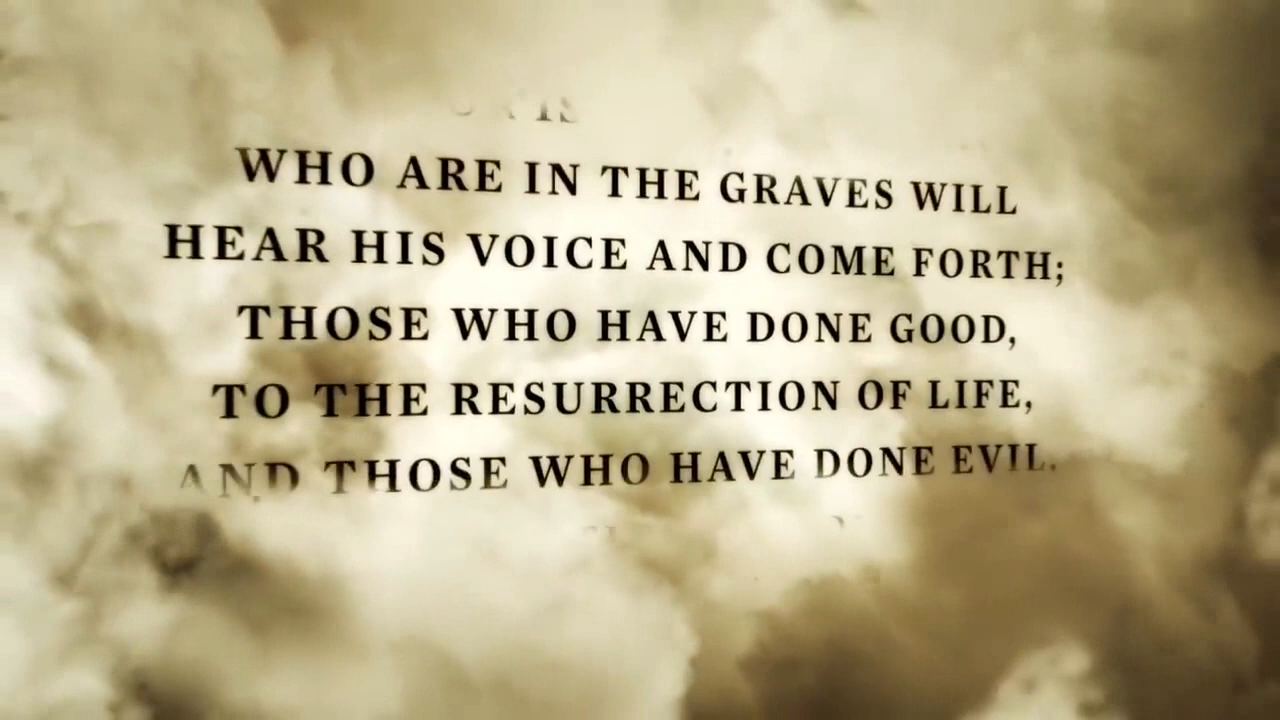 WHO ARE IN THE GRAVES WILL
HEAR HIS VOICE AND COME FORTH;
THOSE WHO HAVE DONE GOOD,
TO THE RESURRECTION OF LIFE,
AND THOSE WHO HAVE DONE EVIL,